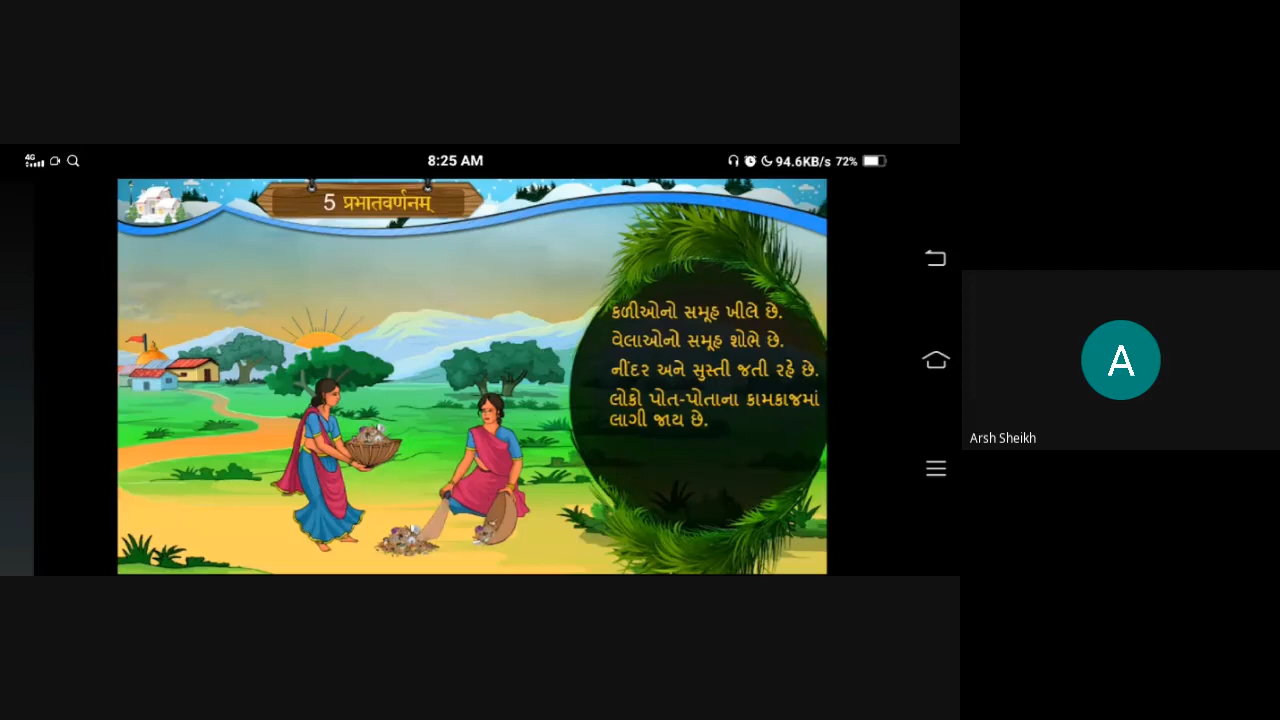 4G
8:25 AM
94.6KB/s 72%
5 प्रभातवर्णनम्
કળીઓનો સમૂહ ખીલે છે.
વેલાઓનો સમૂહ શોભે છે.
નીંદર અને સુસ્તી જતી રહે છે.
લોકો પોત-પોતાના કામકાજમાં
લાગી જાય છે.
A
Arsh Sheikh